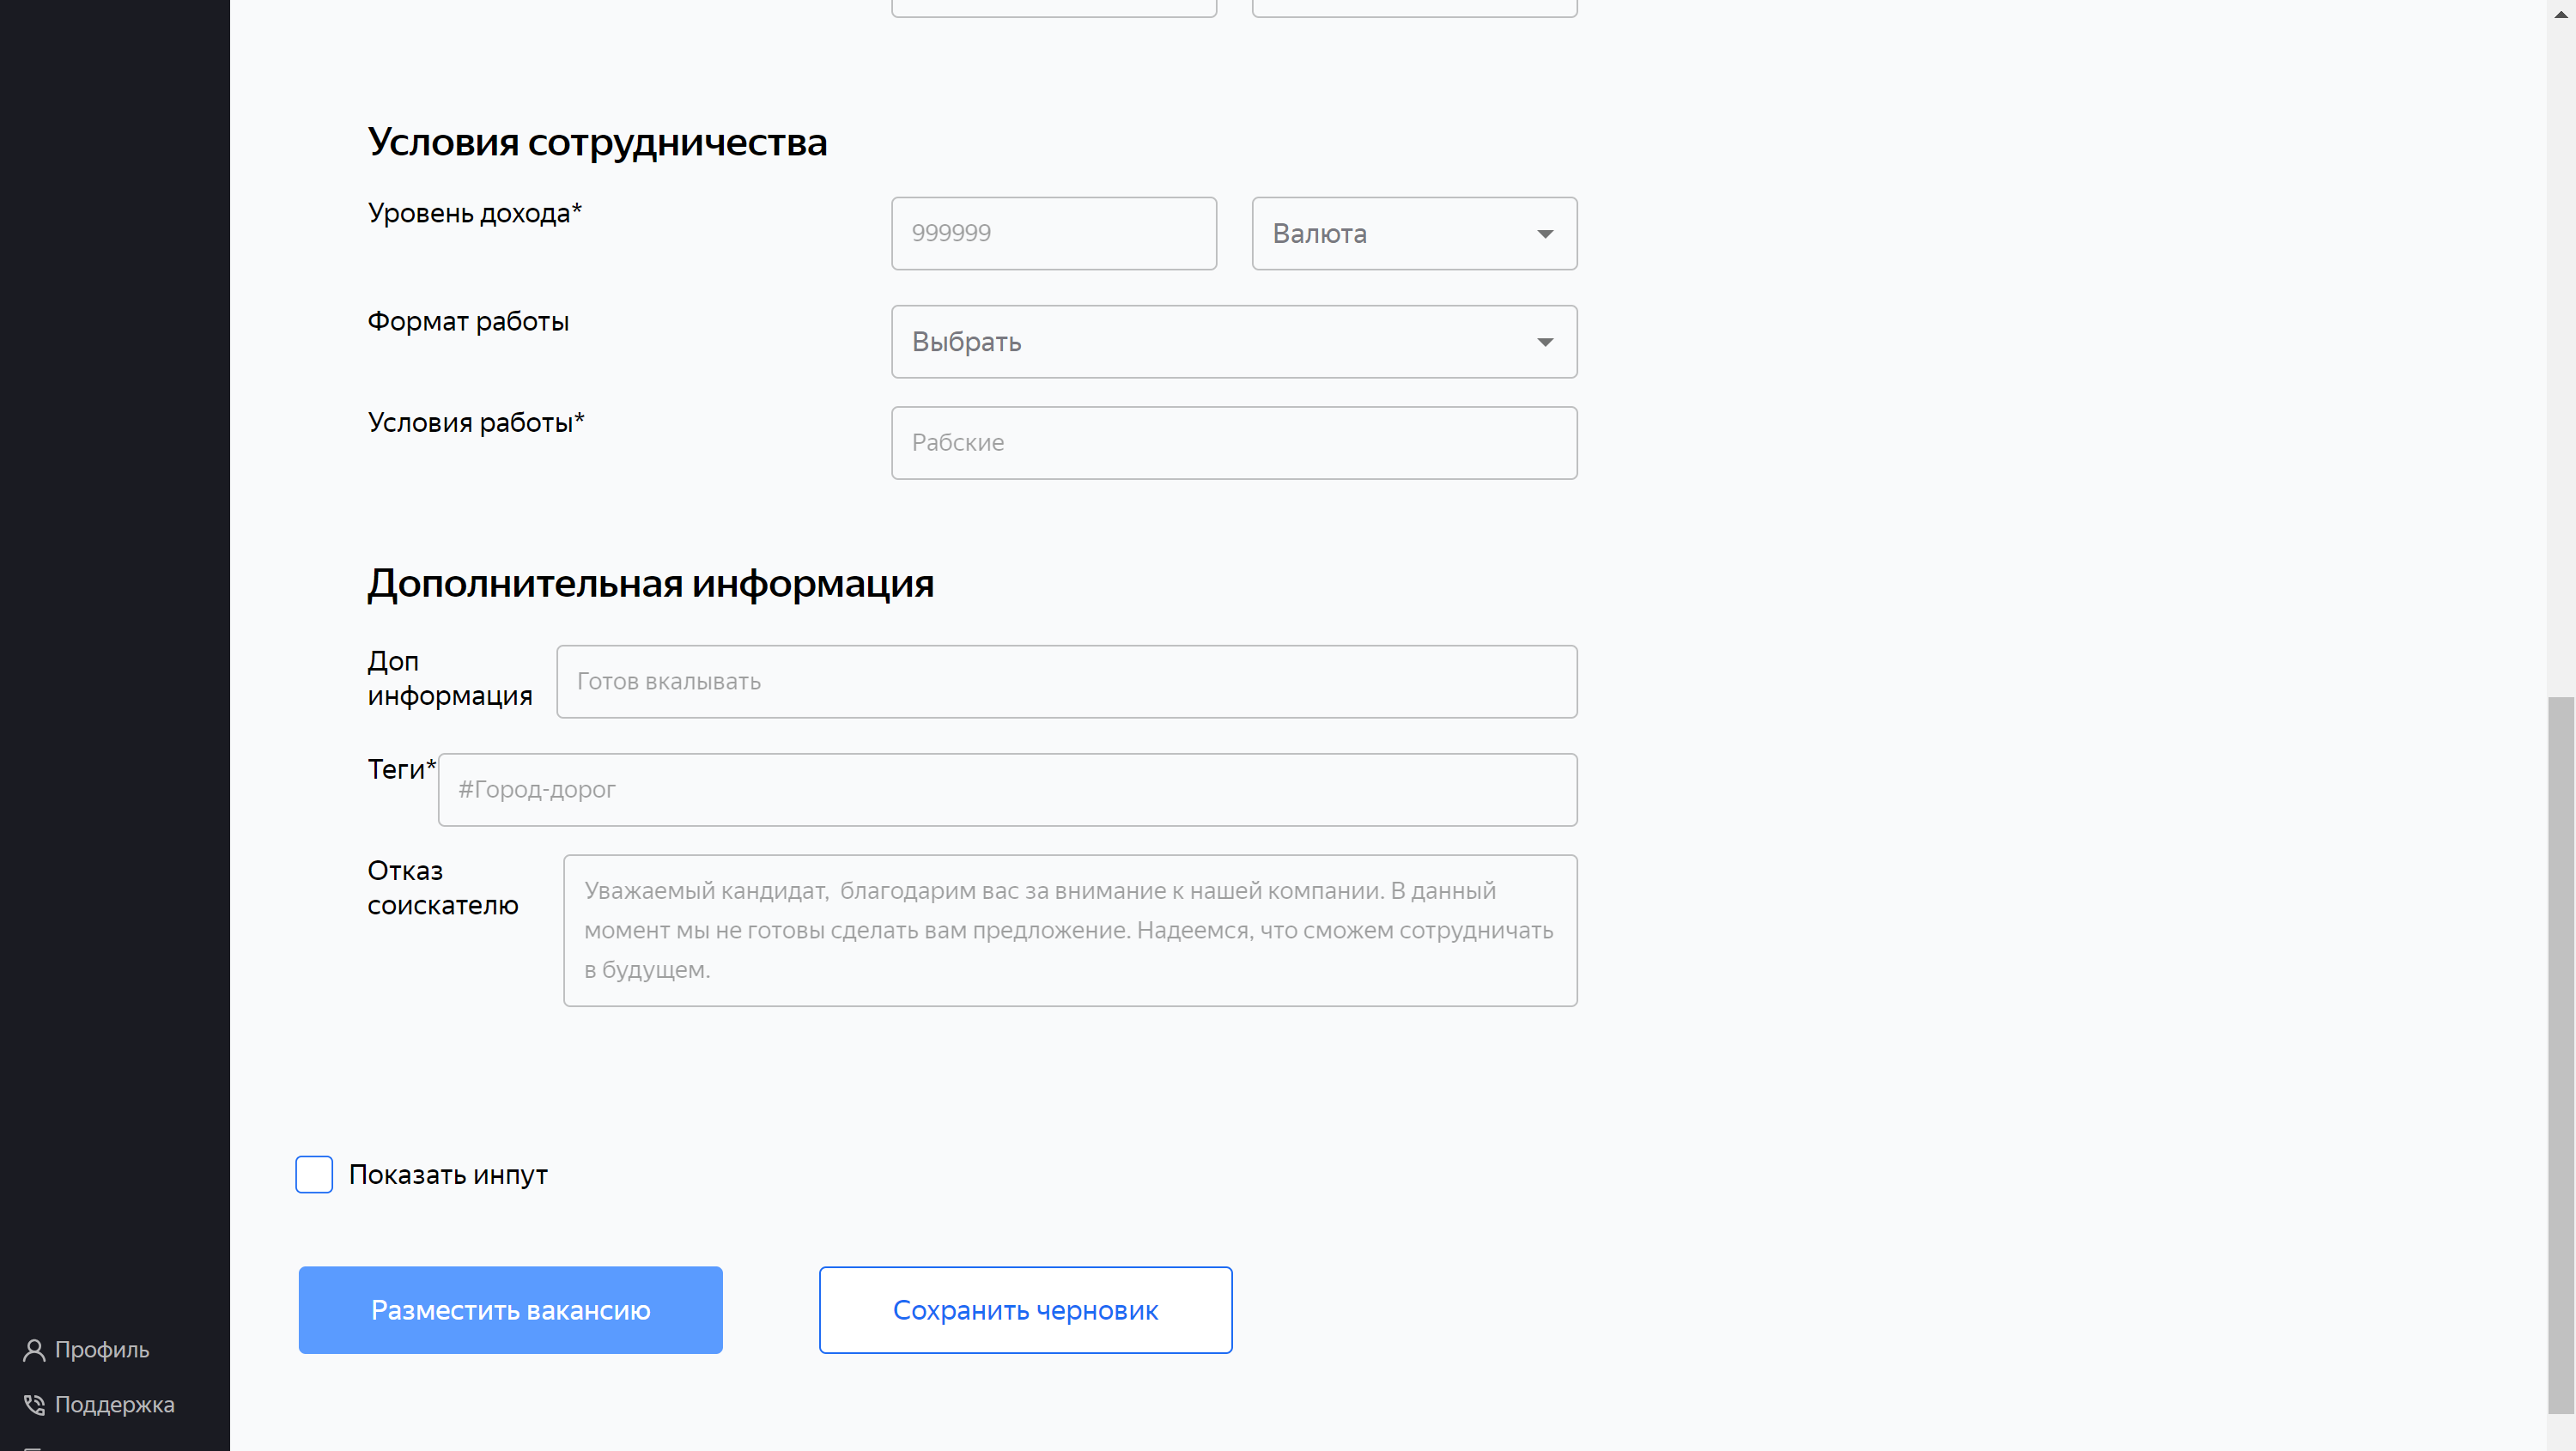 Условия сотрудничества
Уровень дохода*
999999
Валюта
Формат работы
Выбрать
Условия работы*
Рабские
Дополнительная информация
Доп
информация
Готов вкалывать
Теги*
#Город-дорог
Отказ
соискателю
Уважаемый кандидат,  благодарим вас за внимание к нашей компании. В данный
момент мы не готовы сделать вам предложение. Надеемся, что сможем сотрудничать
в будущем.
Показать инпут
Разместить вакансию
Сохранить черновик
Профиль
Поддержка